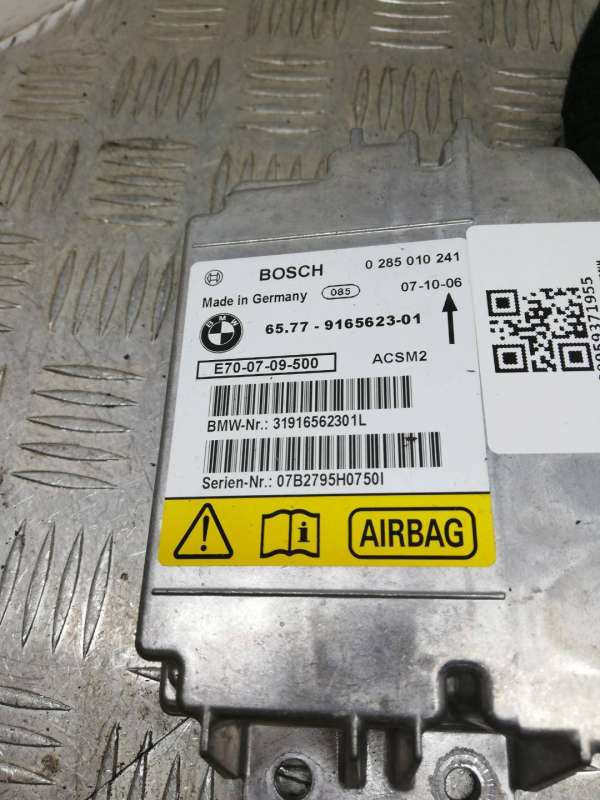 BOSCH 0 285 010 241
Made in Germany 085 07-10-06
BMW 65.77 - 9165623-01
E70-07-09-500 ACSM2
BMW-Nr.: 31916562301L
Serien-Nr.: 07B2795H0750I
i AIRBAG